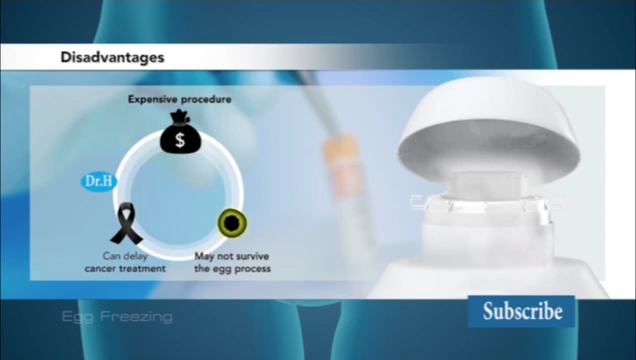 Disadvantages
Expensive procedure
$
Dr.H
Can delay
cancer treatment
May not survive
the egg process
Egg Freezing
Subscribe